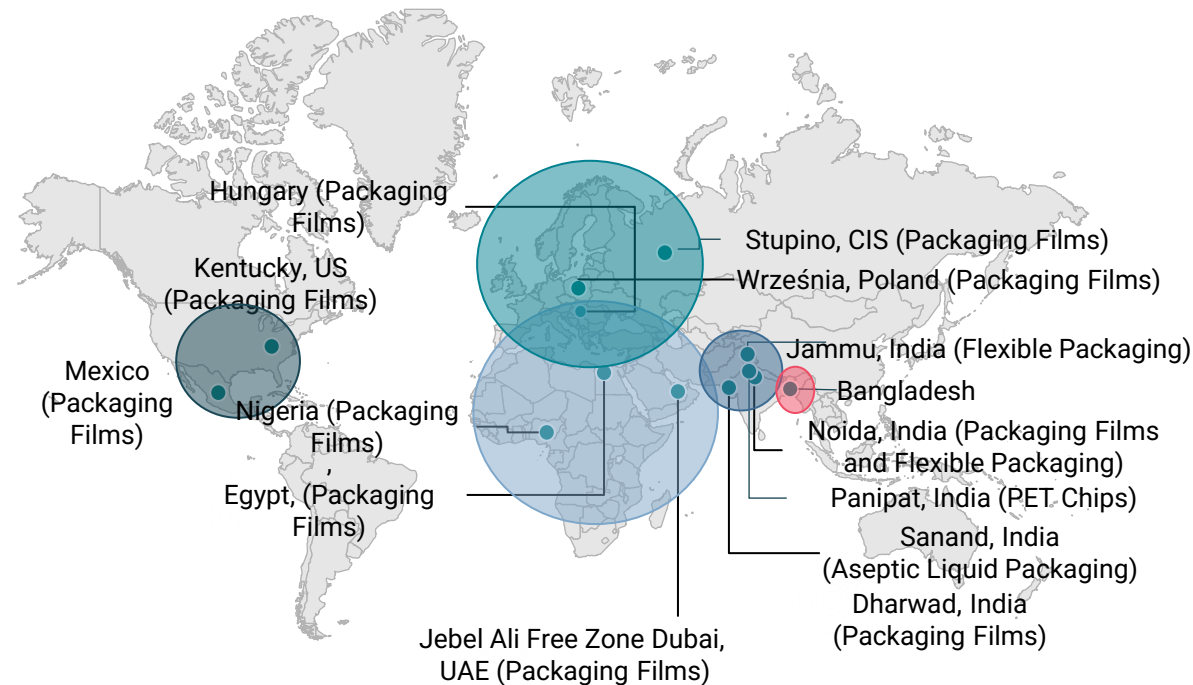 Hungary (Packaging
Films)
Kentucky, US
(Packaging Films)
Mexico
(Packaging
Films)
Nigeria (Packaging
Films)
,
Egypt, (Packaging
Films)
Jebel Ali Free Zone Dubai,
UAE (Packaging Films)
Stupino, CIS (Packaging Films)
Września, Poland (Packaging Films)
Jammu, India (Flexible Packaging)
Bangladesh
Noida, India (Packaging Films
and Flexible Packaging)
Panipat, India (PET Chips)
Sanand, India
(Aseptic Liquid Packaging)
Dharwad, India
(Packaging Films)